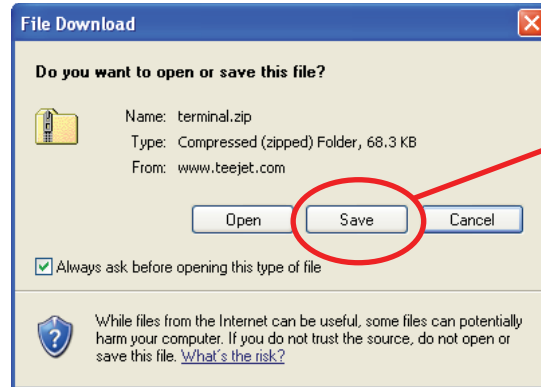 File Download
Do you want to open or save this file?
Name: terminal.zip
Type: Compressed (zipped) Folder, 68.3 KB
From: www.teejet.com
Open Save Cancel
Always ask before opening this type of file
While files from the Internet can be useful, some files can potentially
harm your computer. If you do not trust the source, do not open or
save this file. What's the risk?